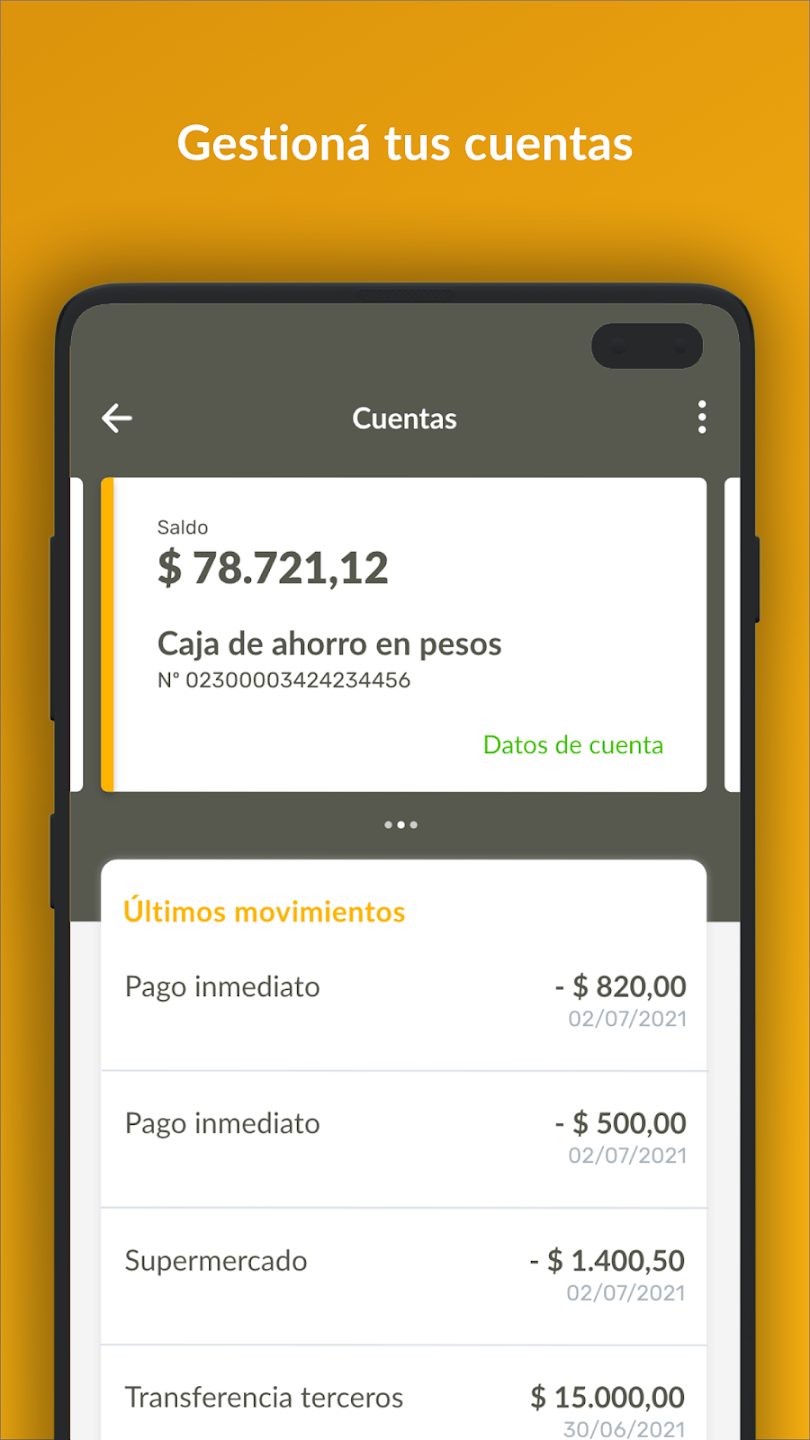 Gestioná tus cuentas
Cuentas
Saldo
$ 78.721,12
Caja de ahorro en pesos
N° 02300003424234456
Datos de cuenta
Últimos movimientos
Pago inmediato - $ 820,00
02/07/2021
Pago inmediato - $ 500,00
02/07/2021
Supermercado - $ 1.400,50
02/07/2021
Transferencia terceros $ 15.000,00
30/06/2021